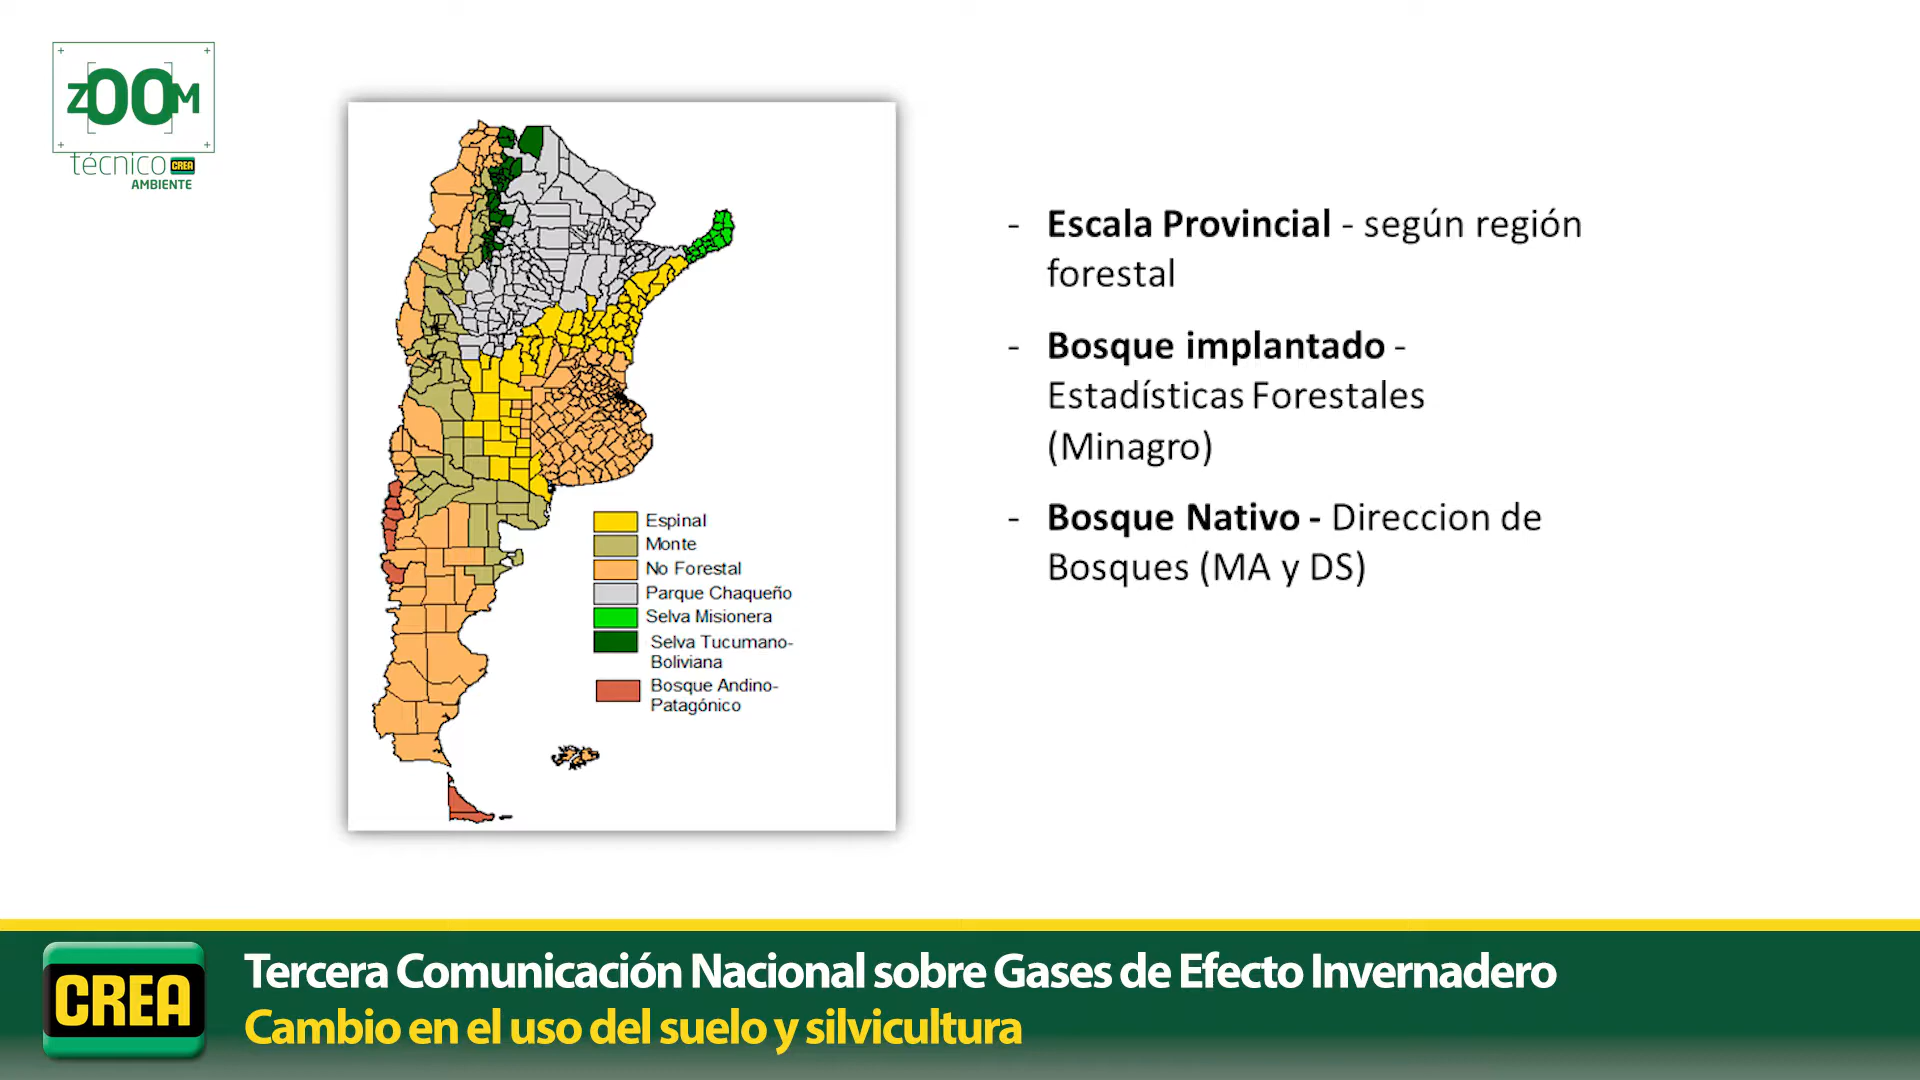 zOOM
técnico CREA
AMBIENTE
- Escala Provincial - según región
forestal
- Bosque implantado -
Estadísticas Forestales
(Minagro)
- Bosque Nativo - Direccion de
Bosques (MA y DS)
Espinal
Monte
No Forestal
Parque Chaqueño
Selva Misionera
Selva Tucumano-
Boliviana
Bosque Andino-
Patagónico
CREA
Tercera Comunicación Nacional sobre Gases de Efecto Invernadero
Cambio en el uso del suelo y silvicultura